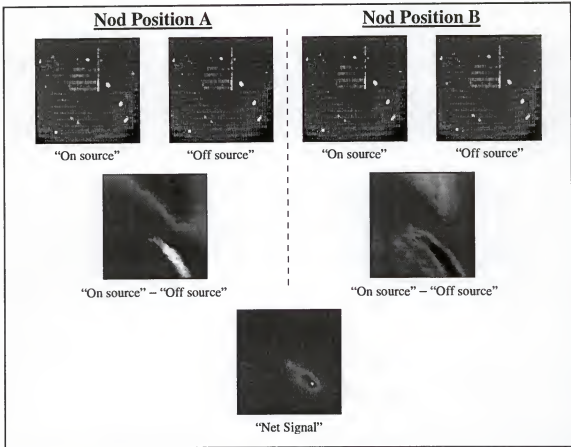 Nod Position A
Nod Position B
“On source”
“Off source”
“On source”
“Off source”
“On source” – “Off source”
“On source” – “Off source”
“Net Signal”